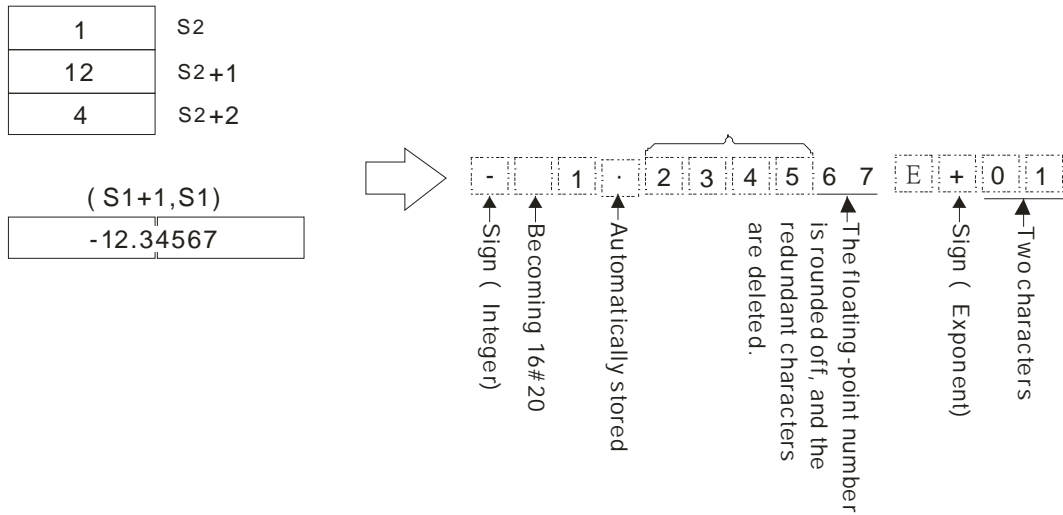 1 S2
12 S2+1
4 S2+2
(S1+1,S1)
-12.34567
- 1 . 2 3 4 5 6 7 E + 0 1
Sign ( Integer)
Becoming 16#20
Automatically stored
The floating-point number
is rounded off, and the
redundant characters
are deleted.
Sign ( Exponent)
Two characters